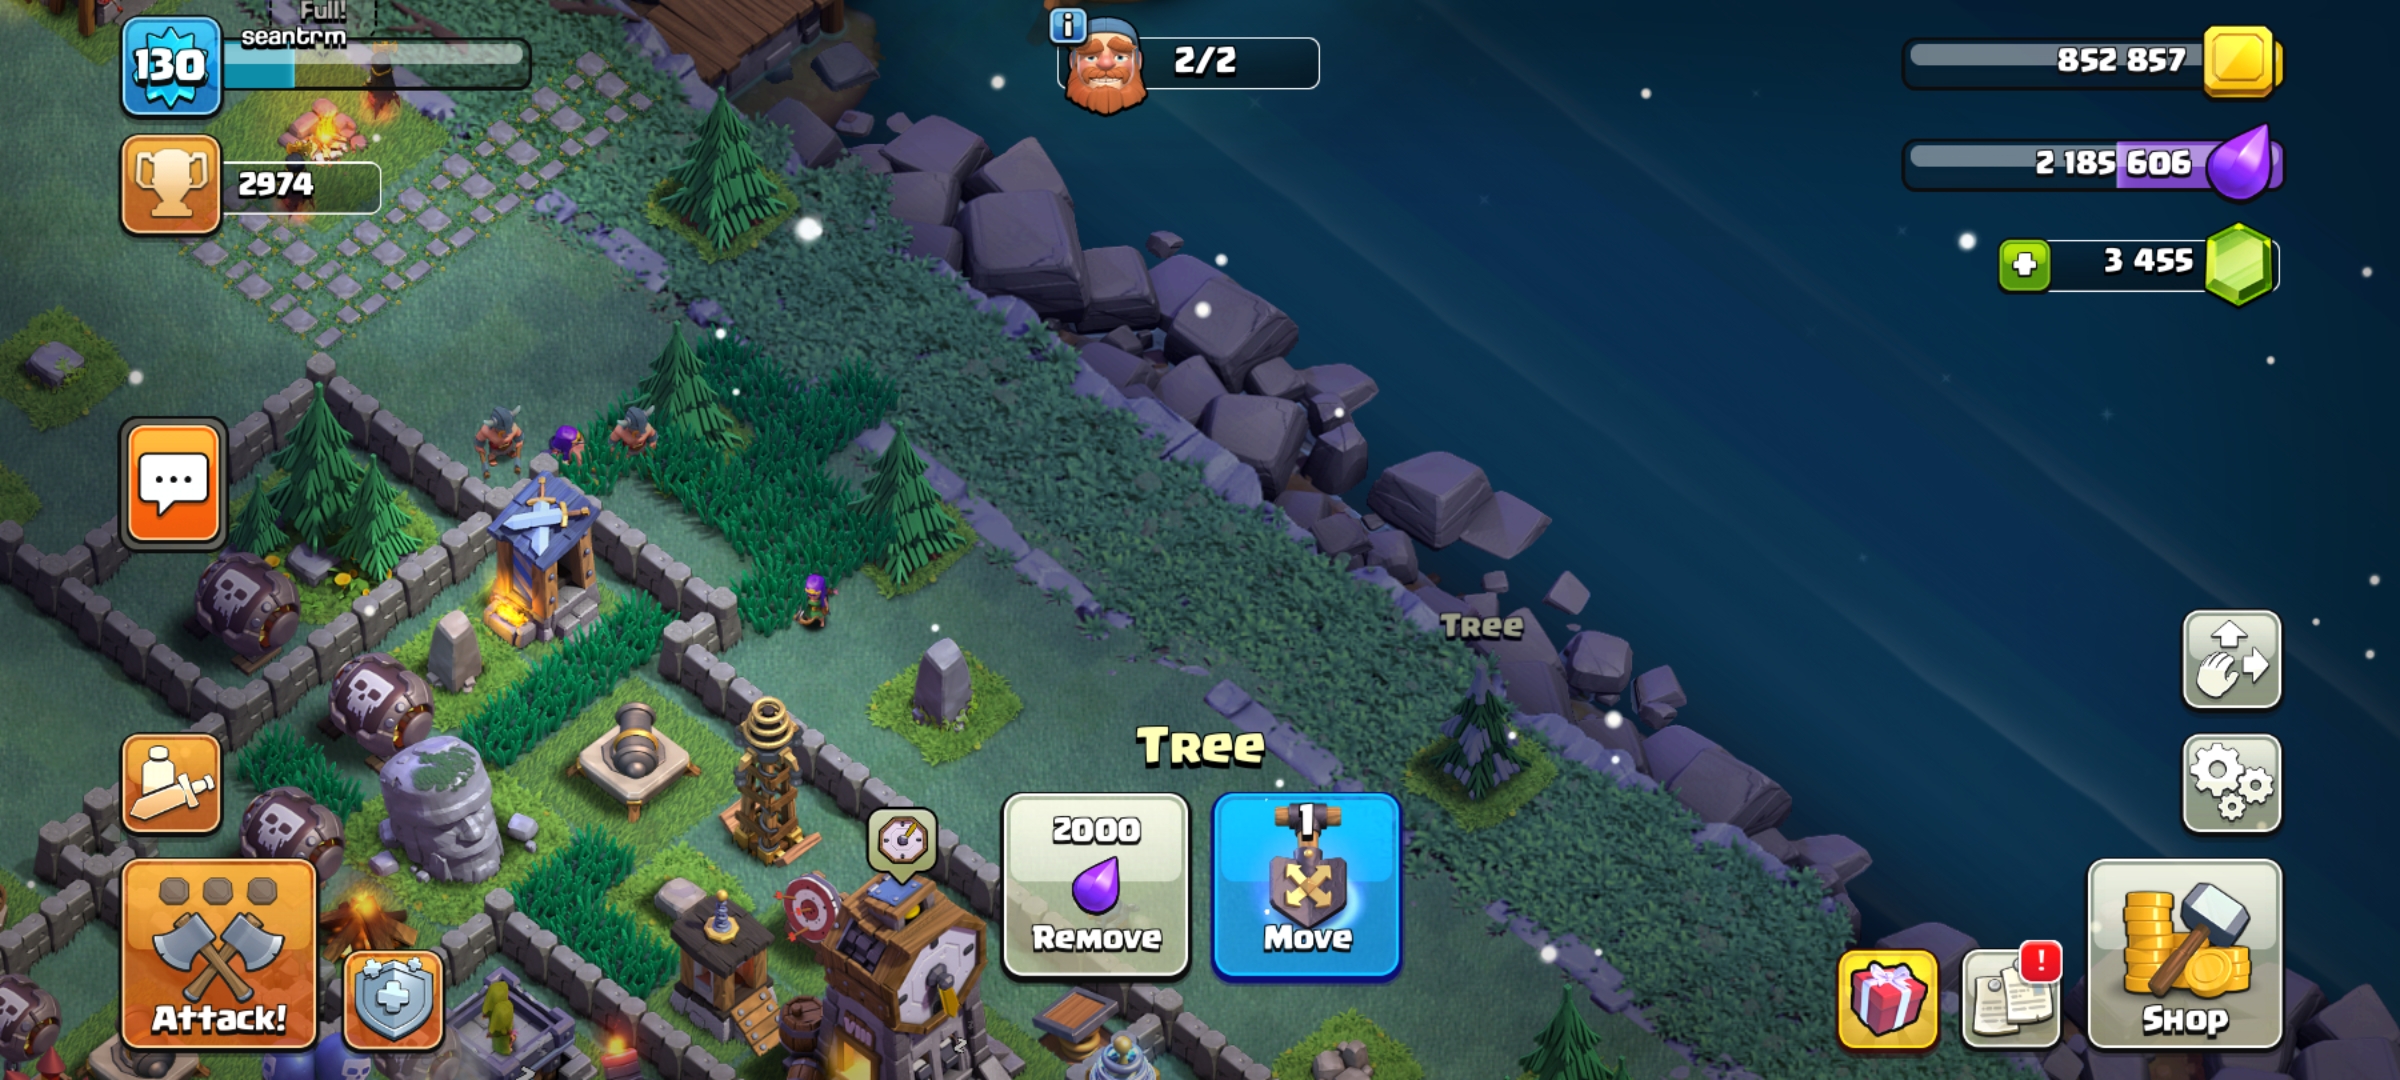 Full!
seantrm
130
2/2
852 857
2974
2 185 606
3 455
Tree
Tree
2000
1
Remove
Move
Attack!
!
Shop
VIII